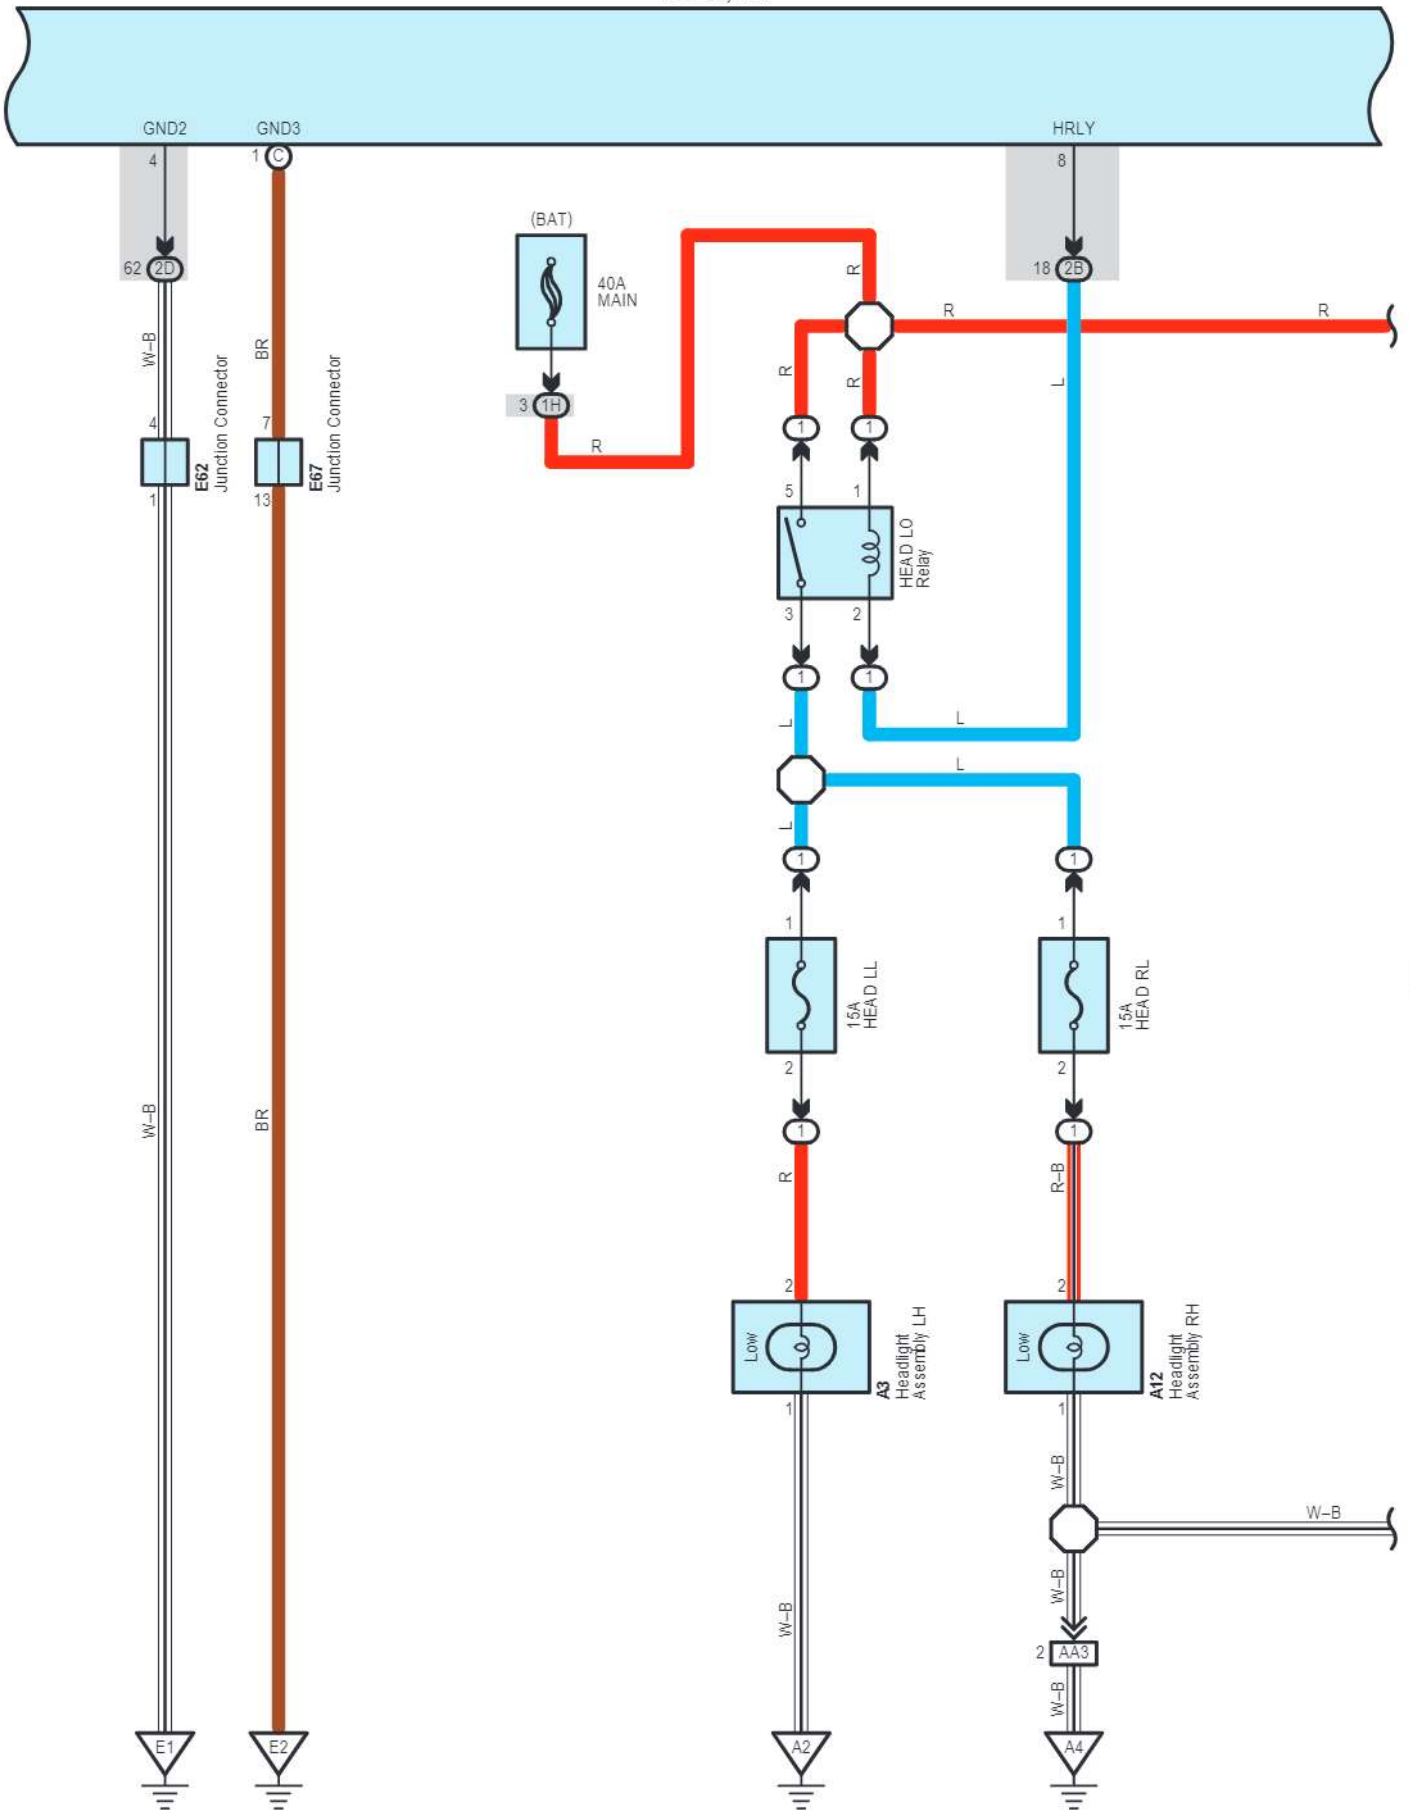 GND2
GND3
HRLY
4
1
C
8
(BAT)
62
2D
18
2B
40A
MAIN
R
R
R
W–B
BR
L
R
R
3
1H
4
7
1
1
R
E62
Junction Connector
E67
Junction Connector
1
13
5
1
HEAD LO
Relay
3
2
1
1
L
L
L
L
1
1
1
1
15A
HEAD LL
15A
HEAD RL
2
2
W–B
BR
1
1
R
R–B
2
2
Low
Low
A3
Headlight
Assembly LH
A12
Headlight
Assembly RH
1
1
W–B
W–B
W–B
W–B
2
AA3
W–B
E1
E2
A2
A4